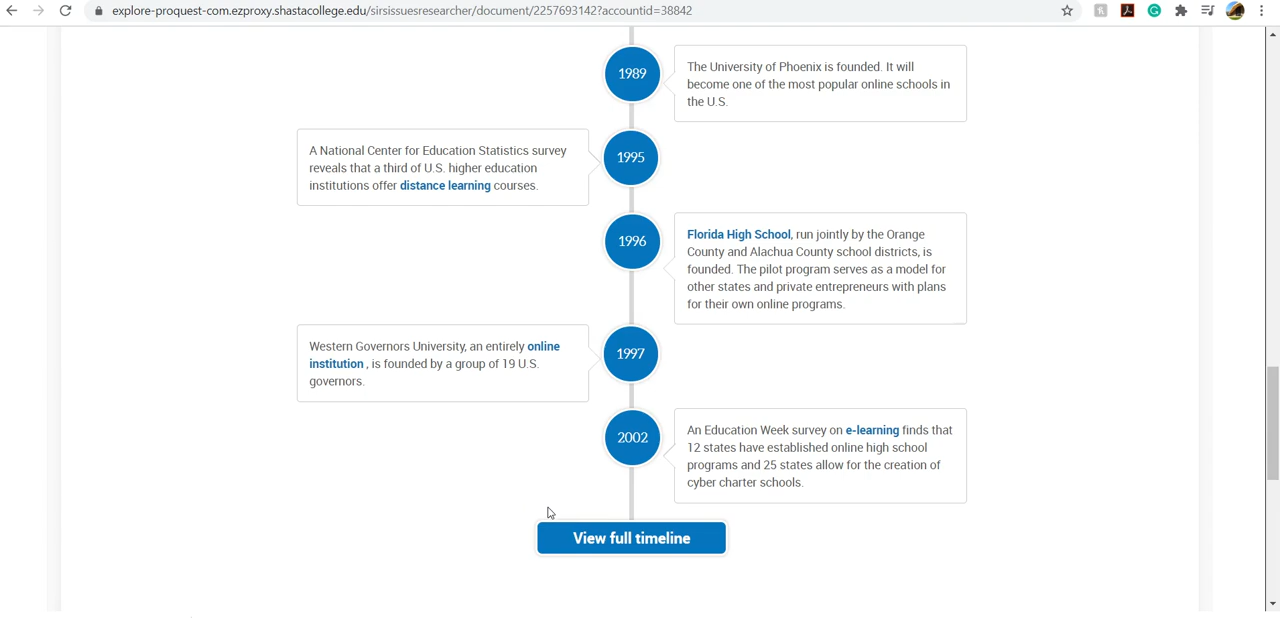 explore-proquest-com.ezproxy.shastacollege.edu/sirsissuesresearcher/document/2257693142?accountid=38842
1989
The University of Phoenix is founded. It will
become one of the most popular online schools in
the U.S.
A National Center for Education Statistics survey
reveals that a third of U.S. higher education
institutions offer distance learning courses.
1995
1996
Florida High School, run jointly by the Orange
County and Alachua County school districts, is
founded. The pilot program serves as a model for
other states and private entrepreneurs with plans
for their own online programs.
Western Governors University, an entirely online
institution , is founded by a group of 19 U.S.
governors.
1997
2002
An Education Week survey on e-learning finds that
12 states have established online high school
programs and 25 states allow for the creation of
cyber charter schools.
View full timeline